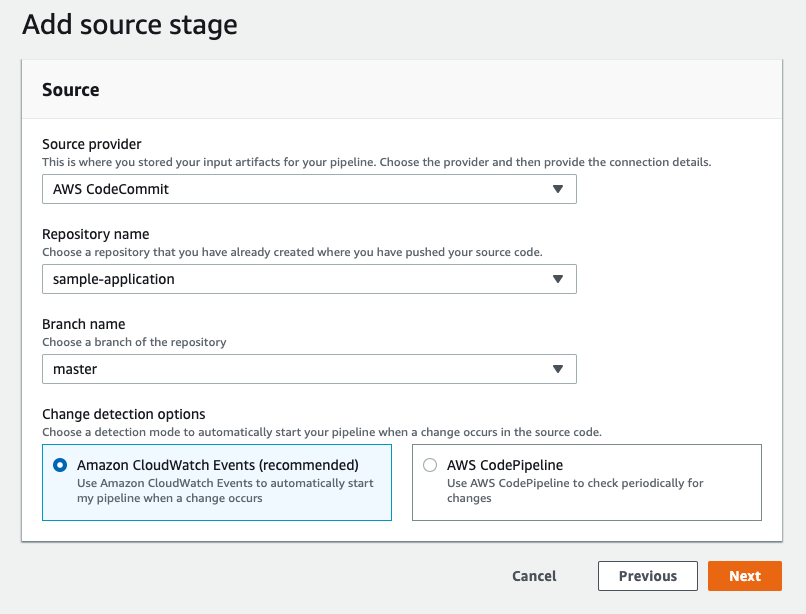 Add source stage
Source
Source provider
This is where you stored your input artifacts for your pipeline. Choose the provider and then provide the connection details.
AWS CodeCommit
Repository name
Choose a repository that you have already created where you have pushed your source code.
sample-application
Branch name
Choose a branch of the repository
master
Change detection options
Choose a detection mode to automatically start your pipeline when a change occurs in the source code.
Amazon CloudWatch Events (recommended)
Use Amazon CloudWatch Events to automatically start
my pipeline when a change occurs
AWS CodePipeline
Use AWS CodePipeline to check periodically for
changes
Cancel
Previous
Next